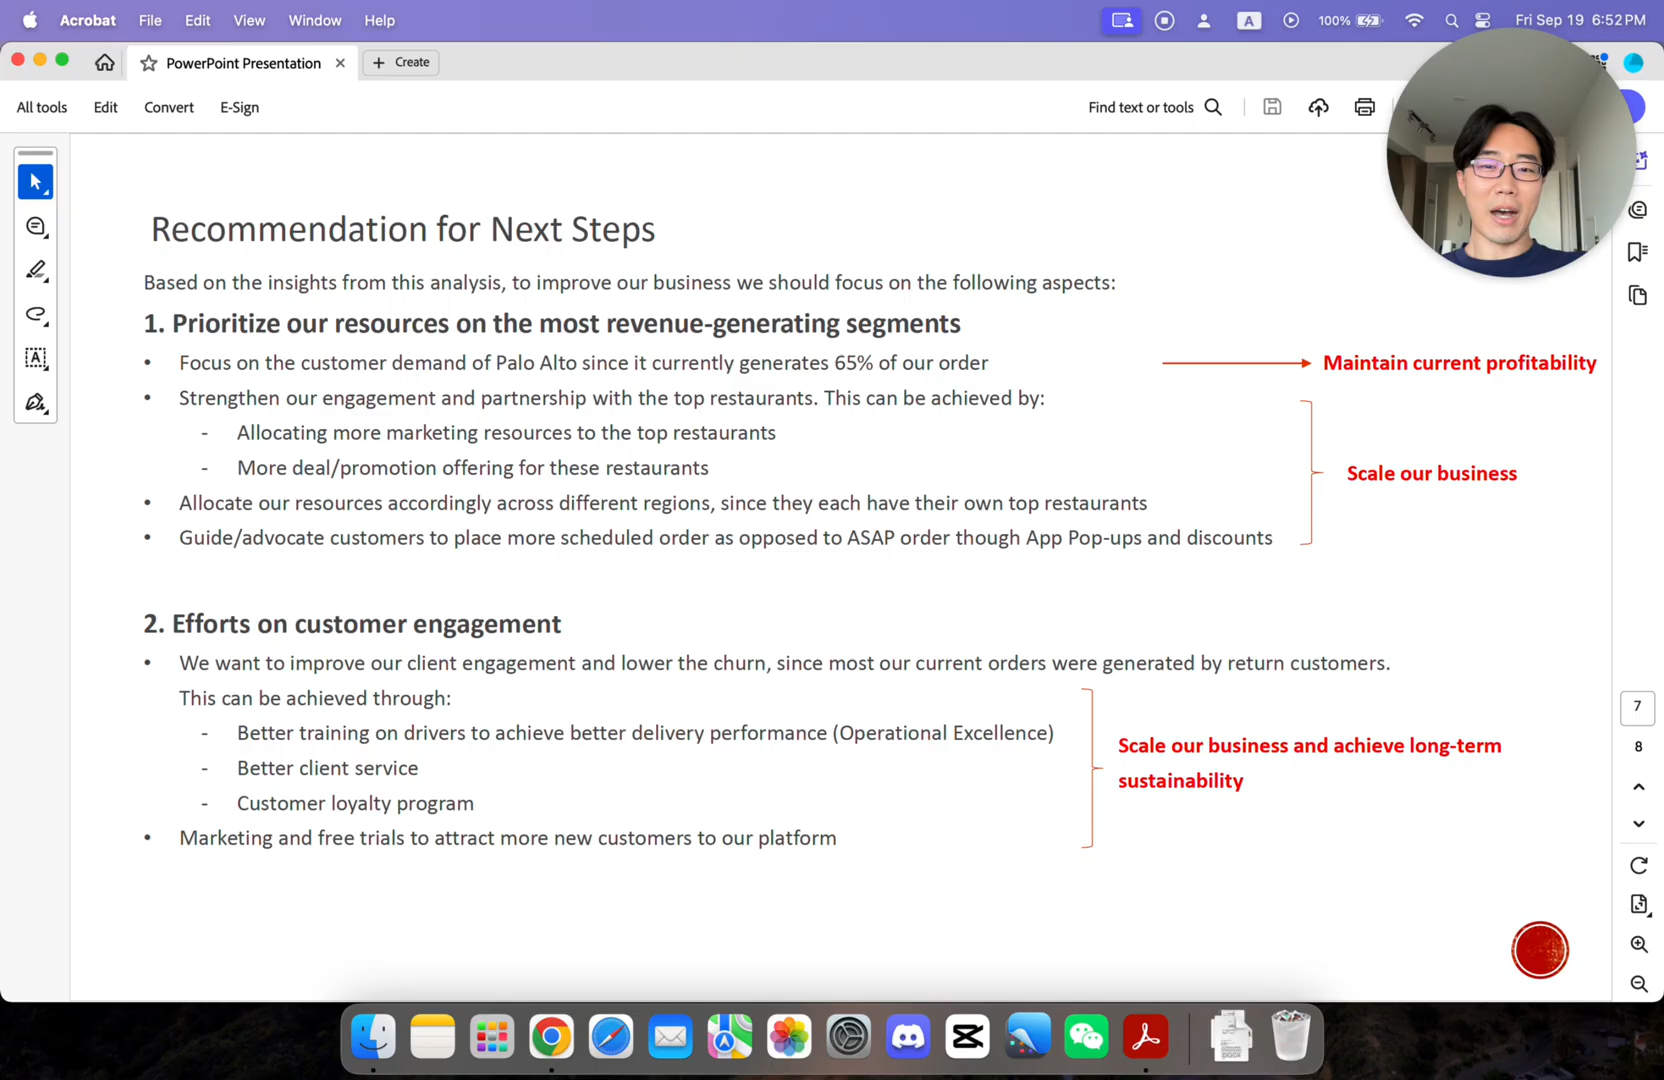 Acrobat File Edit View Window Help A 100% Fri Sep 19 6:52 PM
PowerPoint Presentation Create
All tools Edit Convert E-Sign Find text or tools
Recommendation for Next Steps
Based on the insights from this analysis, to improve our business we should focus on the following aspects:
1. Prioritize our resources on the most revenue-generating segments
• Focus on the customer demand of Palo Alto since it currently generates 65% of our order
Maintain current profitability
• Strengthen our engagement and partnership with the top restaurants. This can be achieved by:
- Allocating more marketing resources to the top restaurants
- More deal/promotion offering for these restaurants
Scale our business
• Allocate our resources accordingly across different regions, since they each have their own top restaurants
• Guide/advocate customers to place more scheduled order as opposed to ASAP order though App Pop-ups and discounts
2. Efforts on customer engagement
• We want to improve our client engagement and lower the churn, since most our current orders were generated by return customers.
This can be achieved through:
- Better training on drivers to achieve better delivery performance (Operational Excellence)
- Better client service
- Customer loyalty program
Scale our business and achieve long-term
sustainability
• Marketing and free trials to attract more new customers to our platform
7
8